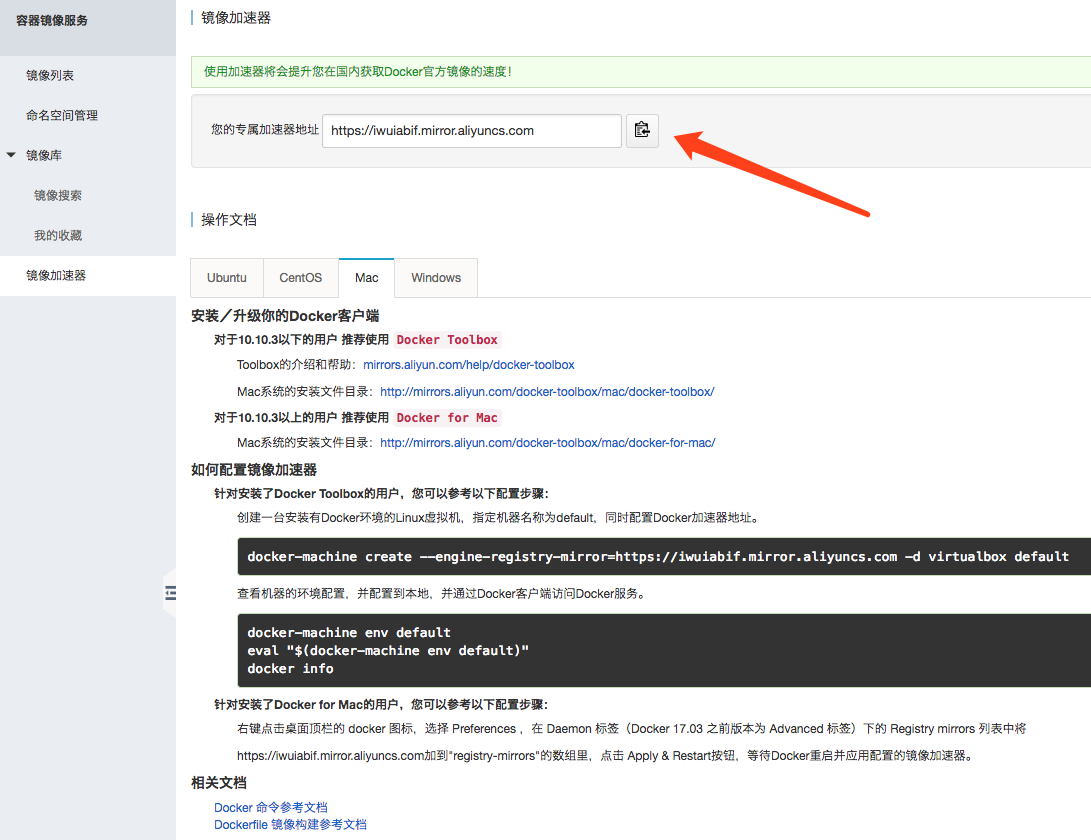 容器镜像服务
镜像列表
命名空间管理
镜像库
镜像搜索
我的收藏
镜像加速器
镜像加速器
使用加速器将会提升您在国内获取Docker官方镜像的速度！
您的专属加速器地址 https://iwuiabif.mirror.aliyuncs.com
操作文档
Ubuntu CentOS Mac Windows
安装／升级你的Docker客户端
对于10.10.3以下的用户 推荐使用 Docker Toolbox
Toolbox的介绍和帮助：mirrors.aliyun.com/help/docker-toolbox
Mac系统的安装文件目录：http://mirrors.aliyun.com/docker-toolbox/mac/docker-toolbox/
对于10.10.3以上的用户 推荐使用 Docker for Mac
Mac系统的安装文件目录：http://mirrors.aliyun.com/docker-toolbox/mac/docker-for-mac/
如何配置镜像加速器
针对安装了Docker Toolbox的用户，您可以参考以下配置步骤：
创建一台安装有Docker环境的Linux虚拟机，指定机器名称为default，同时配置Docker加速器地址。
docker-machine create --engine-registry-mirror=https://iwuiabif.mirror.aliyuncs.com -d virtualbox default
查看机器的环境配置，并配置到本地，并通过Docker客户端访问Docker服务。
docker-machine env default
eval "$(docker-machine env default)"
docker info
针对安装了Docker for Mac的用户，您可以参考以下配置步骤：
右键点击桌面顶栏的 docker 图标，选择 Preferences ，在 Daemon 标签（Docker 17.03 之前版本为 Advanced 标签）下的 Registry mirrors 列表中将
https://iwuiabif.mirror.aliyuncs.com加到"registry-mirrors"的数组里，点击 Apply & Restart按钮，等待Docker重启并应用配置的镜像加速器。
相关文档
Docker 命令参考文档
Dockerfile 镜像构建参考文档